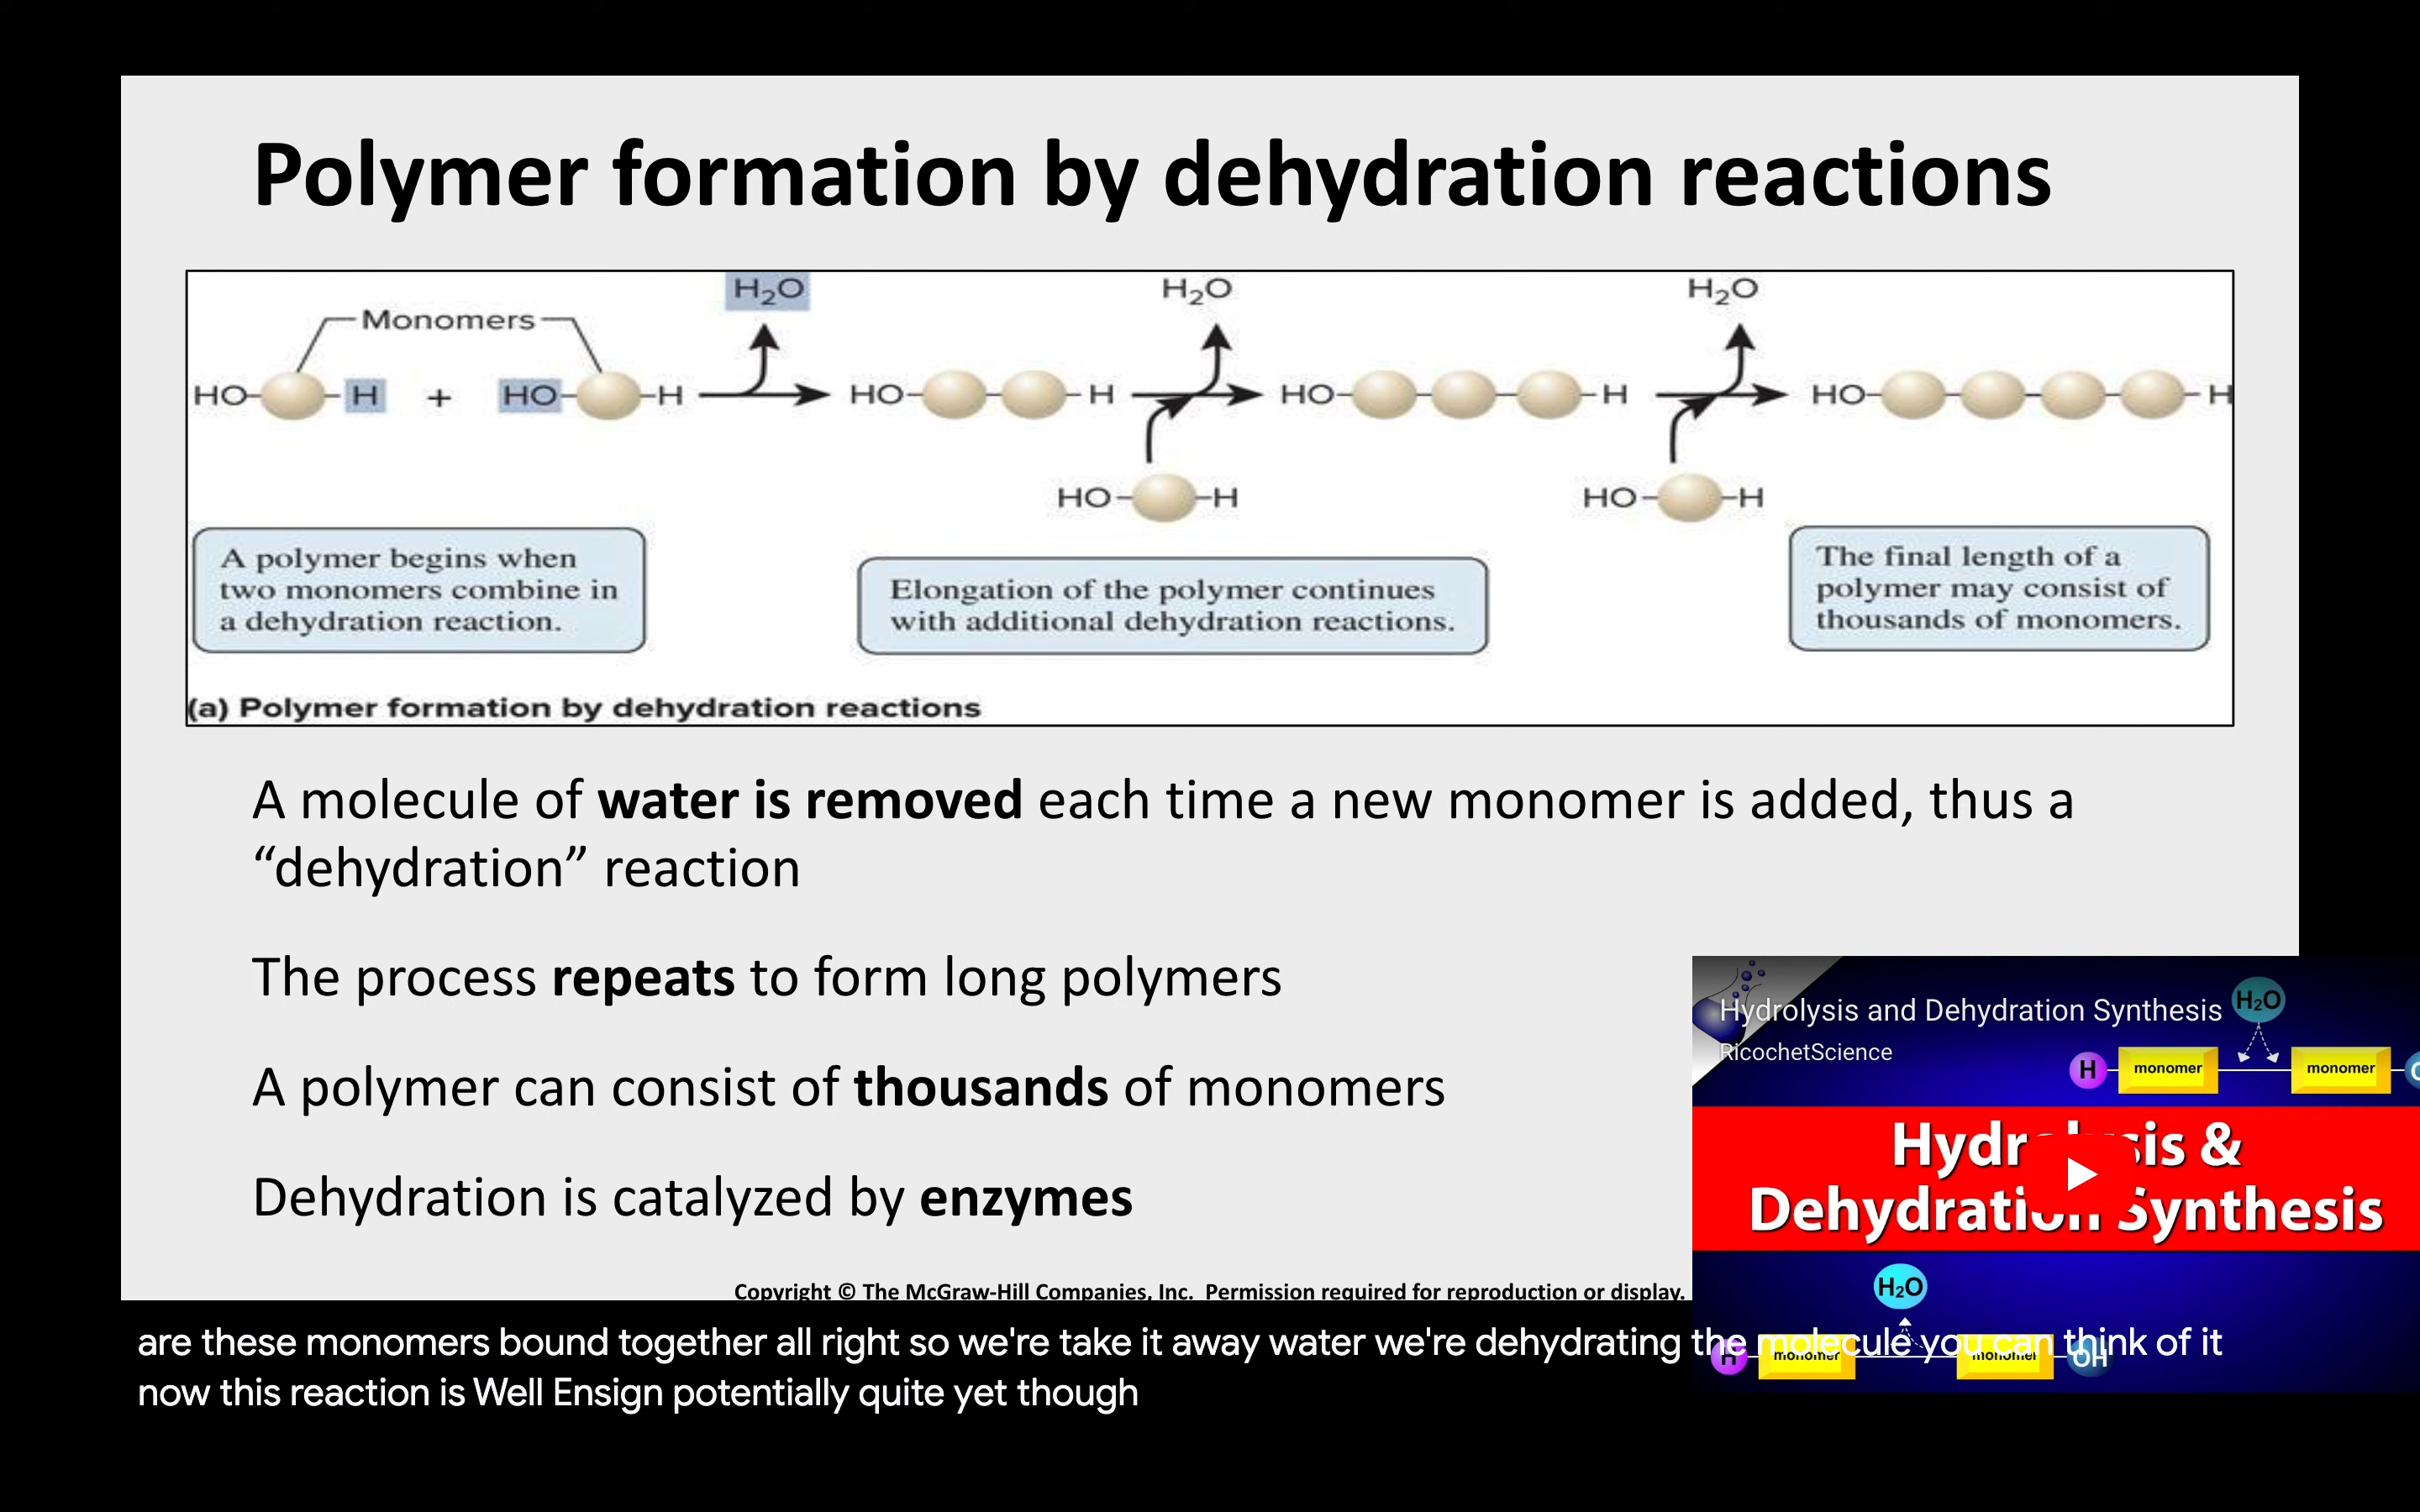 Polymer formation by dehydration reactions
H₂O H₂O H₂O
Monomers
HO H + HO H HO H HO H HO H
HO H HO H
A polymer begins when
two monomers combine in
a dehydration reaction.
Elongation of the polymer continues
with additional dehydration reactions.
The final length of a
polymer may consist of
thousands of monomers.
(a) Polymer formation by dehydration reactions
A molecule of water is removed each time a new monomer is added, thus a
“dehydration” reaction
The process repeats to form long polymers
A polymer can consist of thousands of monomers
Dehydration is catalyzed by enzymes
Copyright © The McGraw-Hill Companies, Inc. Permission required for reproduction or display.
Hydrolysis and Dehydration Synthesis
RicochetScience
H₂O
H monomer monomer
Hydrolysis &
Dehydration Synthesis
H₂O
H monomer monomer OH
are these monomers bound together all right so we're take it away water we're dehydrating the molecule you can think of it
now this reaction is Well Ensign potentially quite yet though